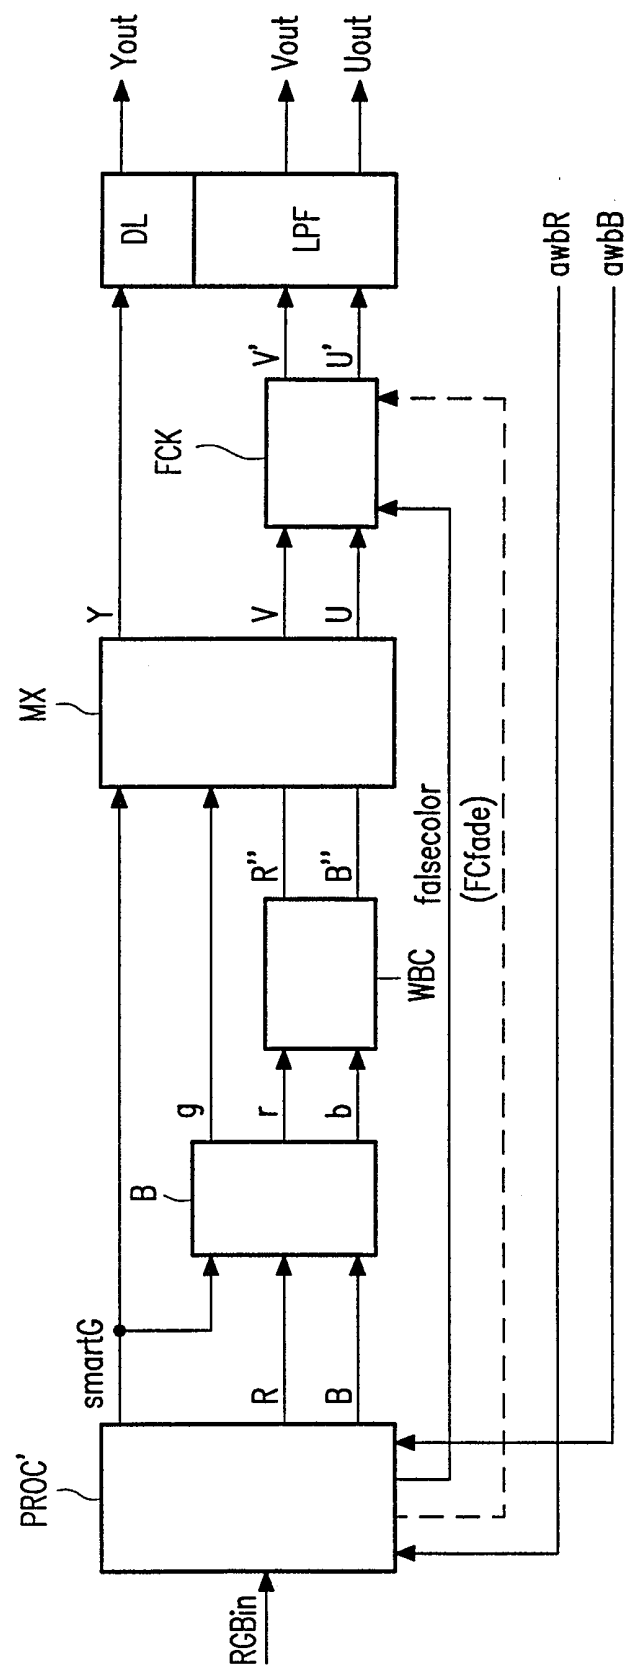 RGBin
PROC'
smartG
R
B
B
g
r
b
WBC
R''
B''
MX
Y
V
U
falsecolor
(FCfade)
FCK
V'
U'
DL
LPF
Yout
Vout
Uout
awbR
awbB